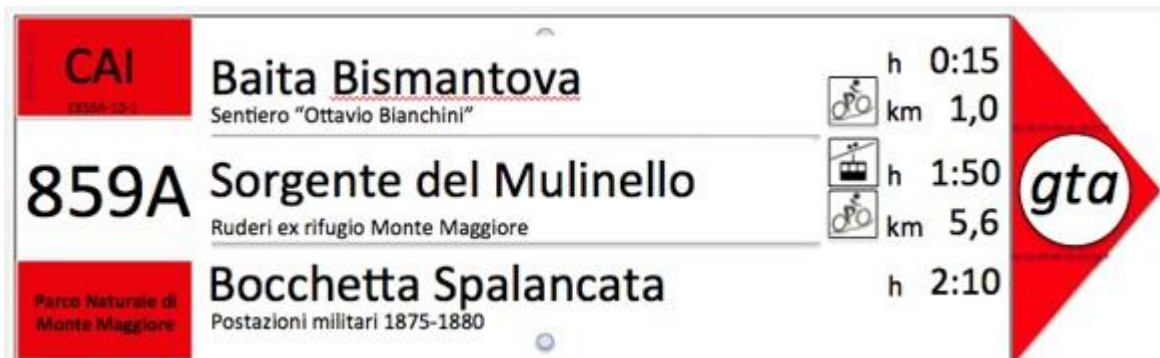 CAI
859A
Parco Naturale di
Monte Maggiore
Baita Bismantova
Sentiero "Ottavio Bianchini"
h 0:15
km 1,0
Sorgente del Mulinello
Ruderi ex rifugio Monte Maggiore
h 1:50
km 5,6
Bocchetta Spalancata
Postazioni militari 1875-1880
h 2:10
gta